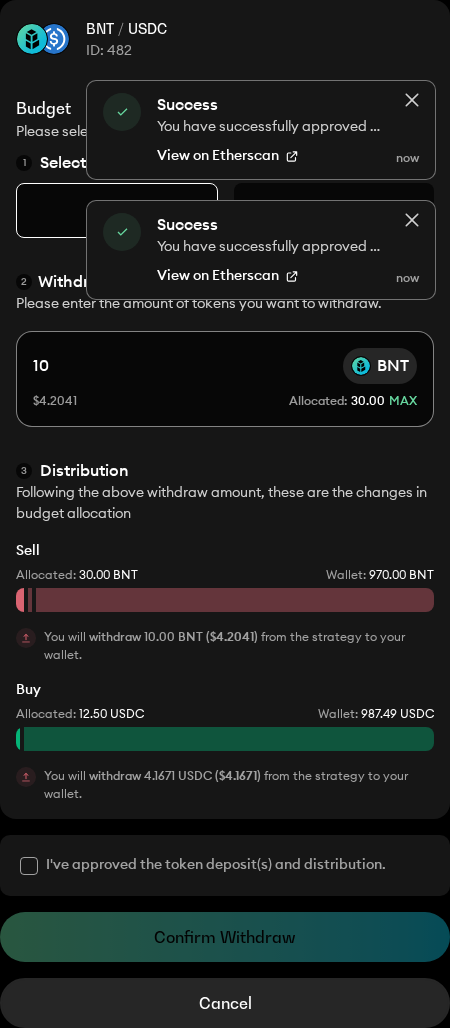 BNT / USDC
ID: 482
Budget
Please sele
Success
You have successfully approved ...
View on Etherscan
now
1 Select
Success
You have successfully approved ...
View on Etherscan
now
2 Withdr
Please enter the amount of tokens you want to withdraw.
10 BNT
$4.2041 Allocated: 30.00 MAX
3 Distribution
Following the above withdraw amount, these are the changes in
budget allocation
Sell
Allocated: 30.00 BNT Wallet: 970.00 BNT
You will withdraw 10.00 BNT ($4.2041) from the strategy to your
wallet.
Buy
Allocated: 12.50 USDC Wallet: 987.49 USDC
You will withdraw 4.1671 USDC ($4.1671) from the strategy to your
wallet.
I've approved the token deposit(s) and distribution.
Confirm Withdraw
Cancel